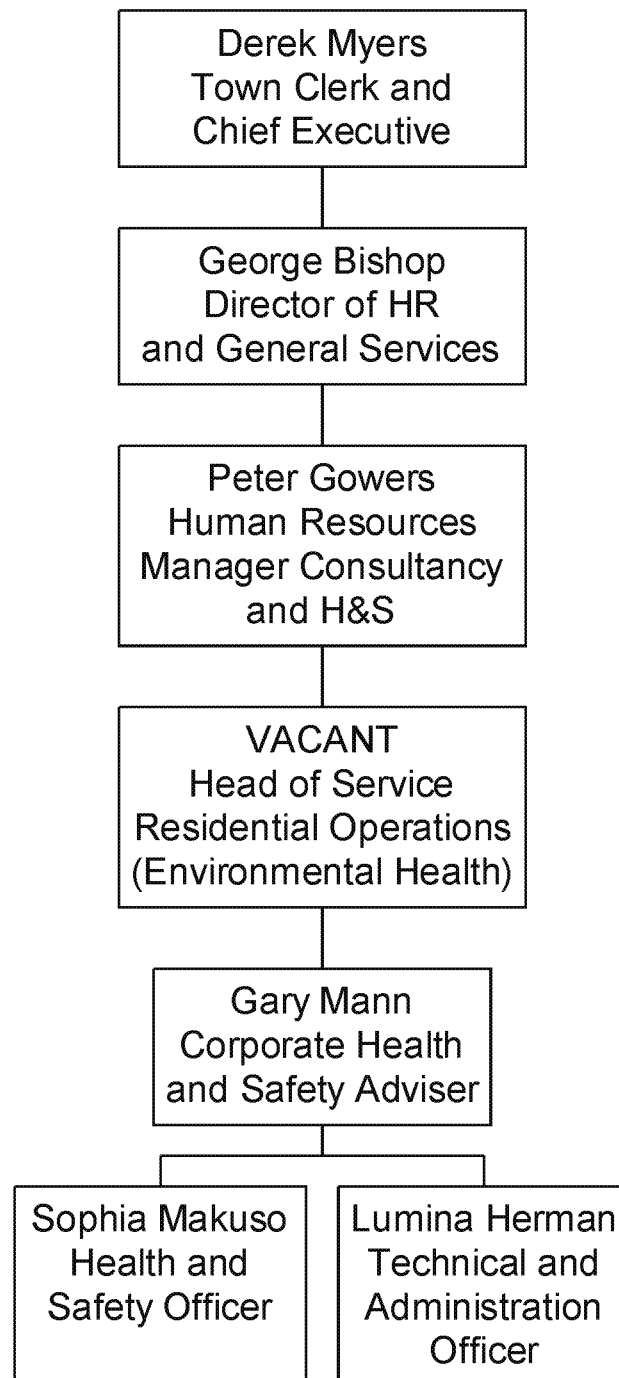 Derek Myers
Town Clerk and
Chief Executive
George Bishop
Director of HR
and General Services
Peter Gowers
Human Resources
Manager Consultancy
and H&S
VACANT
Head of Service
Residential Operations
(Environmental Health)
Gary Mann
Corporate Health
and Safety Adviser
Sophia Makuso
Health and
Safety Officer
Lumina Herman
Technical and
Administration
Officer